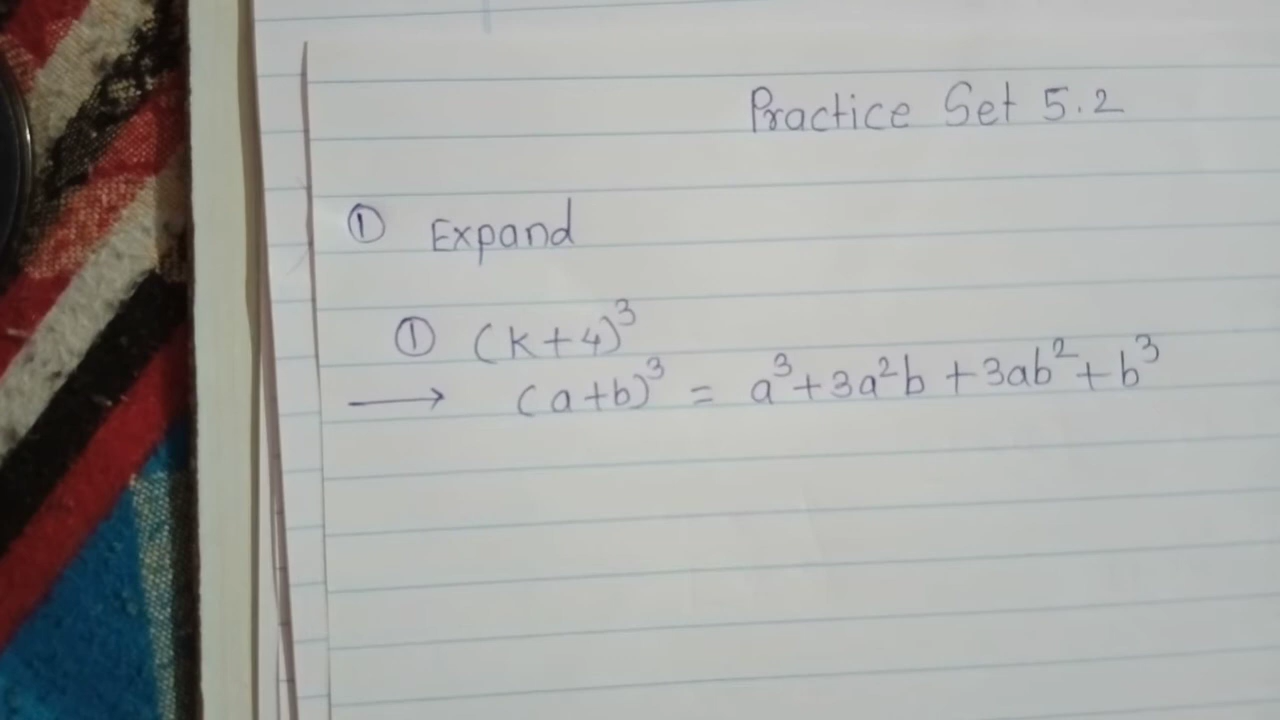 Practice Set 5.2
① Expand
① (k+4)³
⟶ (a+b)³ = a³+3a²b+3ab²+b³